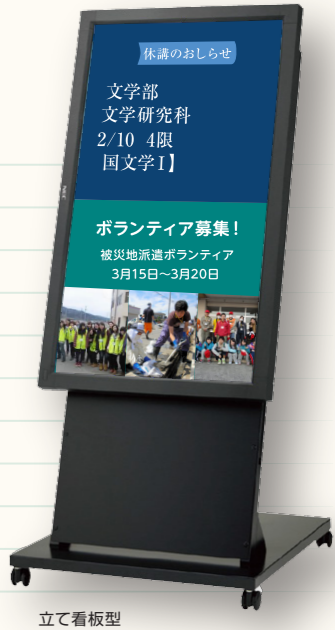 休講のおしらせ
文学部
文学研究科
2/10 4限
国文学I】
ボランティア募集！
被災地派遣ボランティア
3月15日〜3月20日
立て看板型